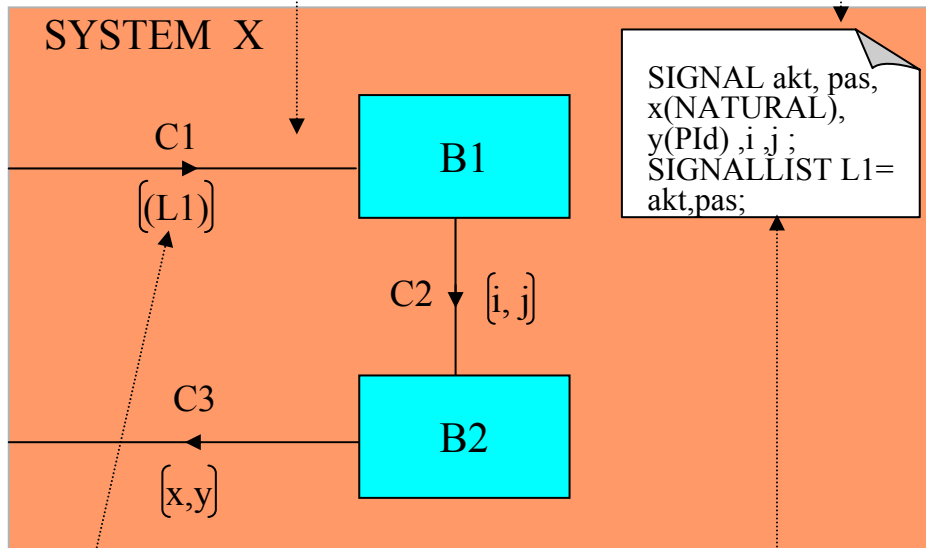 SYSTEM X
SIGNAL akt, pas,
x(NATURAL),
y(PId) ,i ,j ;
SIGNALLIST L1=
akt,pas;
C1
[(L1)]
B1
C2
[i, j]
C3
[x,y]
B2